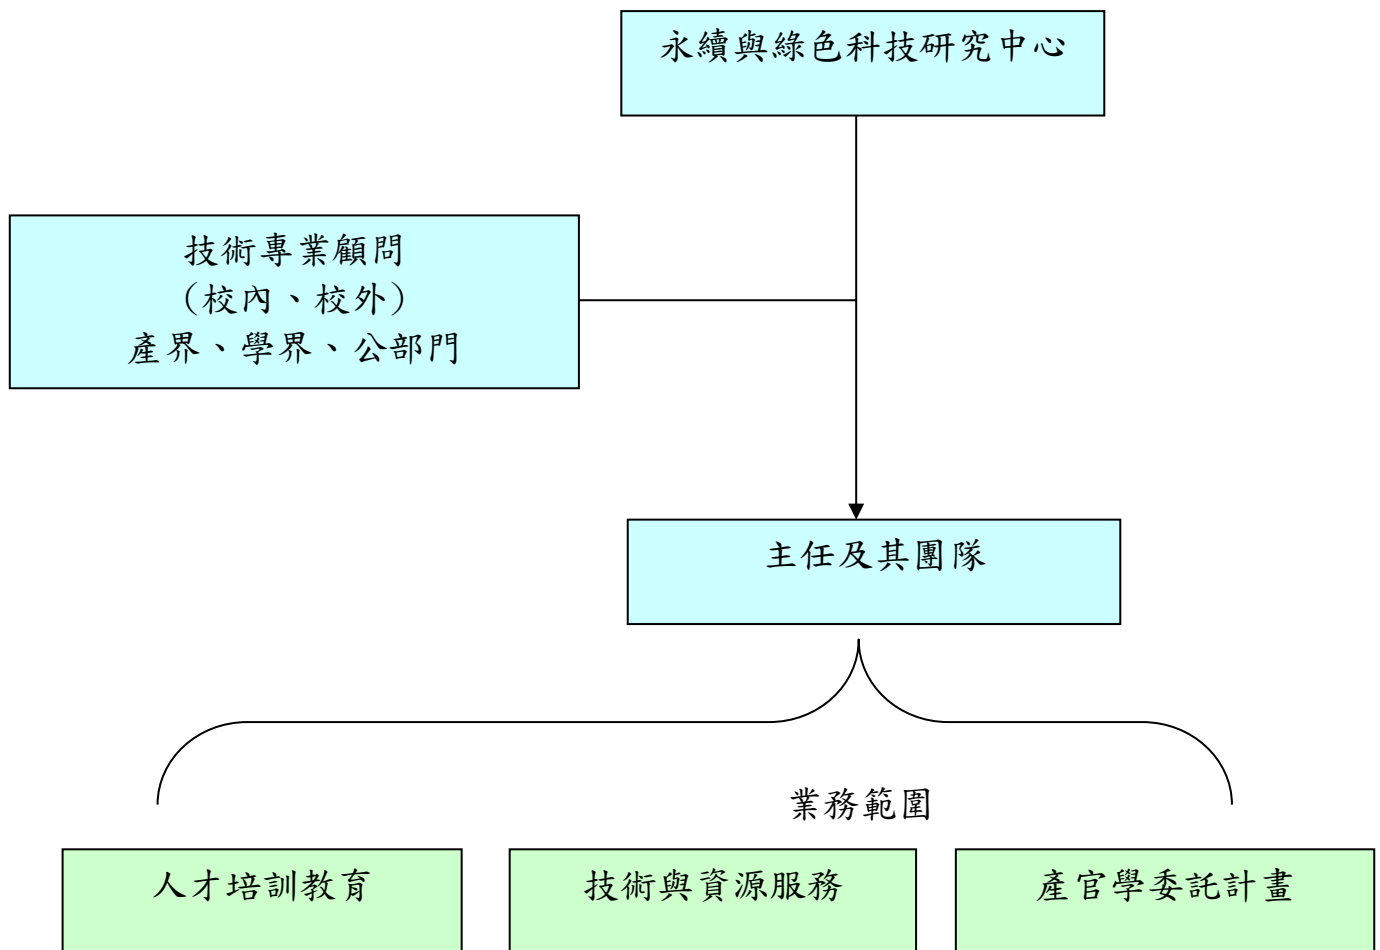 永續與綠色科技研究中心
技術專業顧問
(校內、校外)
產界、學界、公部門
主任及其團隊
業務範圍
人才培訓教育
技術與資源服務
產官學委託計畫